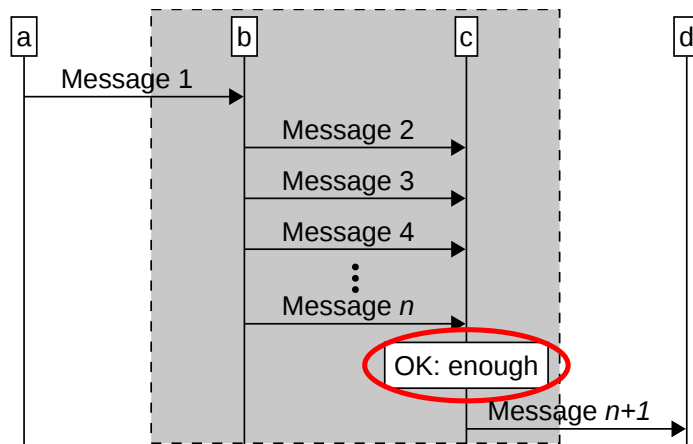 a b c d
Message 1
Message 2
Message 3
Message 4
Message n
OK: enough
Message n+1